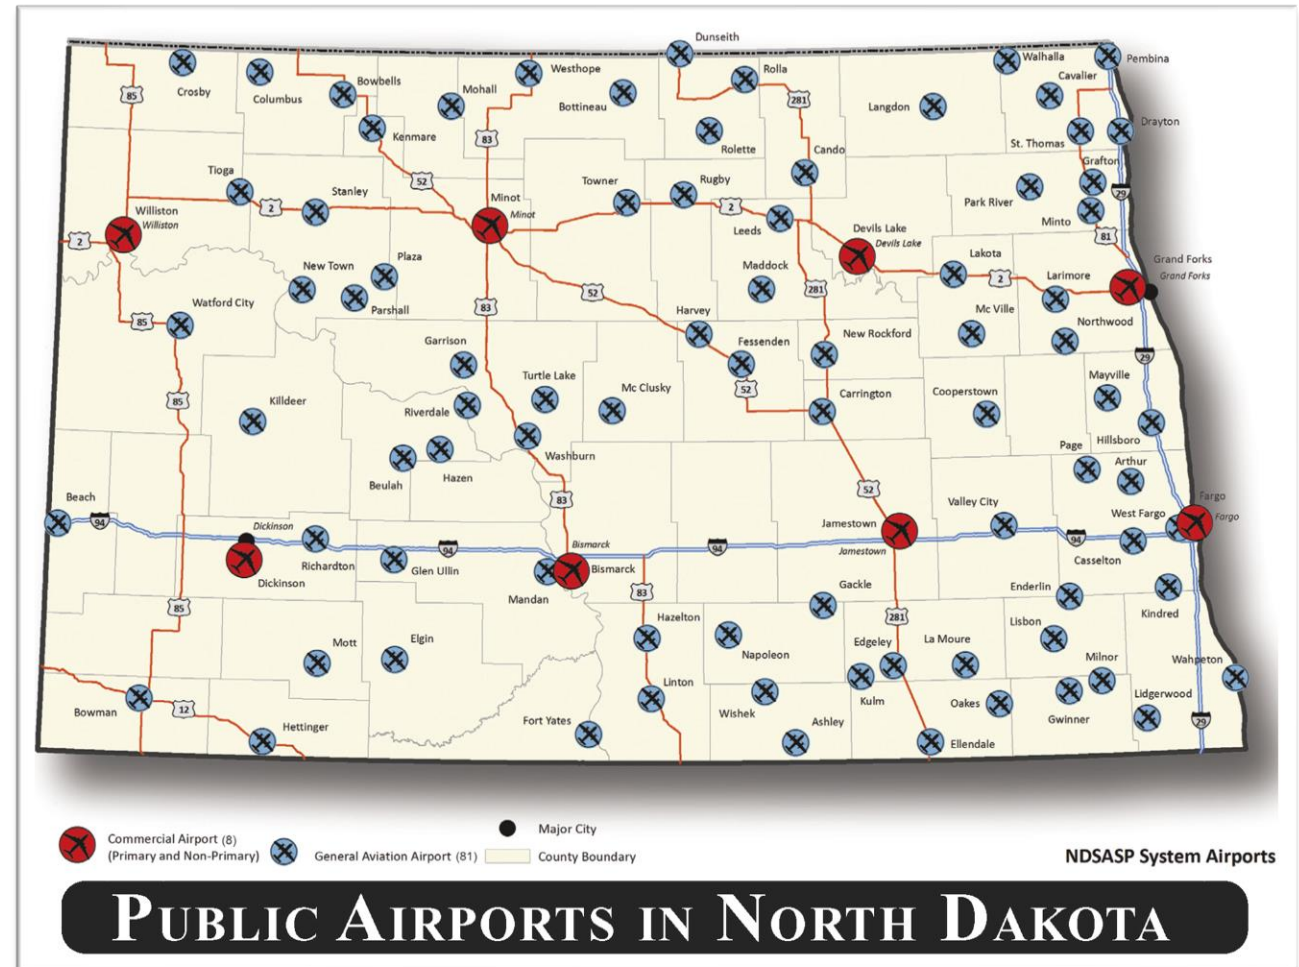 Dunseith
Westhope
Rolla
Walhalla
Pembina
Crosby
Columbus
Bowbells
Mohall
Bottineau
Langdon
Cavalier
85
281
Kenmare
83
Rolette
St. Thomas
Drayton
Cando
Grafton
Tioga
52
Stanley
Towner
Rugby
Park River
29
2
Minot
Minot
2
Leeds
Minto
Williston
Williston
Devils Lake
Devils Lake
81
2
New Town
Plaza
Maddock
Lakota
Grand Forks
Grand Forks
2
Larimore
Watford City
Parshall
83
52
281
Mc Ville
Northwood
85
Harvey
New Rockford
Garrison
Fessenden
29
Turtle Lake
Mc Clusky
52
Mayville
85
Killdeer
Riverdale
Carrington
Cooperstown
Hillsboro
Page
Washburn
Arthur
Beulah
Hazen
83
52
Beach
Valley City
Fargo
Fargo
West Fargo
94
Dickinson
Jamestown
Jamestown
94
Richardton
94
Bismarck
Bismarck
94
Casselton
Dickinson
Glen Ullin
Mandan
83
Gackle
Enderlin
85
Hazelton
281
Lisbon
Kindred
Mott
Elgin
Napoleon
Edgeley
La Moure
Milnor
Wahpeton
Linton
Kulm
Bowman
12
Wishek
Oakes
Gwinner
Lidgerwood
Hettinger
Fort Yates
Ashley
Ellendale
29
Commercial Airport (8)
(Primary and Non-Primary)
General Aviation Airport (81)
Major City
County Boundary
NDSASP System Airports
PUBLIC AIRPORTS IN NORTH DAKOTA